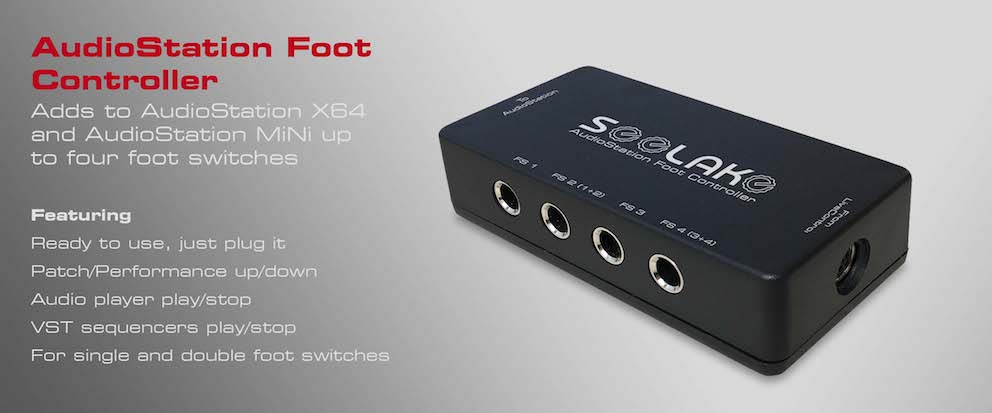 AudioStation Foot
Controller
Adds to AudioStation X64
and AudioStation MiNi up
to four foot switches
Featuring
Ready to use, just plug it
Patch/Performance up/down
Audio player play/stop
VST sequencers play/stop
For single and double foot switches
To
AudioStation
SeeLAKe
AudioStation Foot Controller
FS 1
FS 2 (1+2)
FS 3
FS 4 (3+4)
From
LiveControl